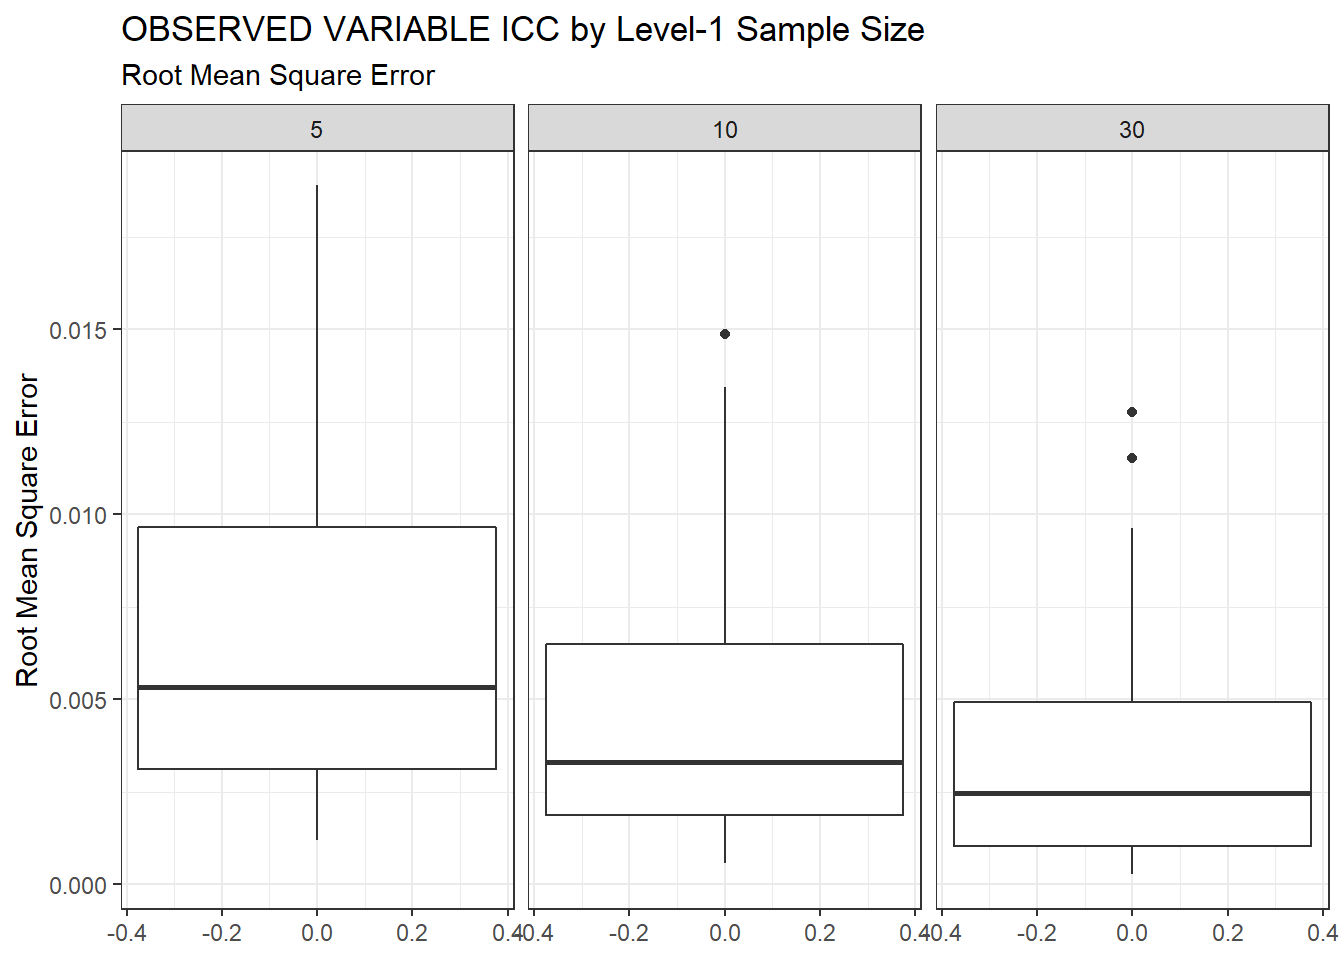 OBSERVED VARIABLE ICC by Level-1 Sample Size
Root Mean Square Error
5 10 30
Root Mean Square Error
0.015
0.010
0.005
0.000
-0.4 -0.2 0.0 0.2 0.4 -0.4 -0.2 0.0 0.2 0.4 -0.4 -0.2 0.0 0.2 0.4